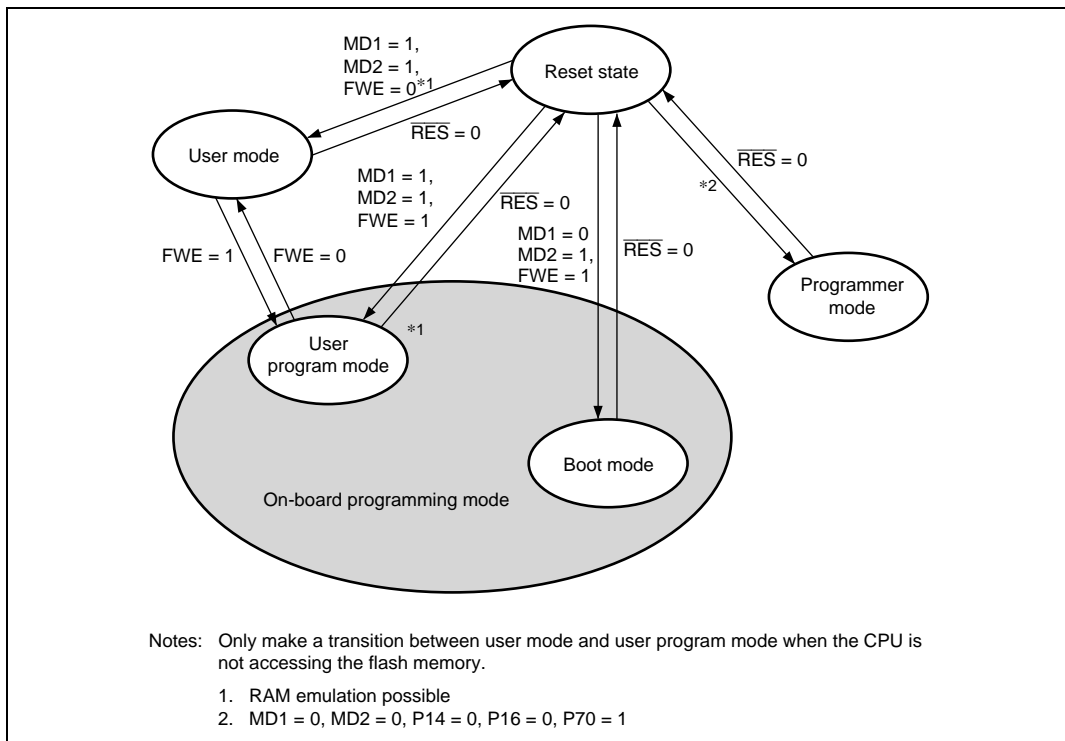 MD1 = 1,
MD2 = 1,
FWE = 0*1
Reset state
RES = 0
User mode
RES = 0
*2
MD1 = 1,
MD2 = 1,
FWE = 1
RES = 0
MD1 = 0
MD2 = 1,
FWE = 1
RES = 0
FWE = 1
FWE = 0
Programmer
mode
User
program mode
*1
Boot mode
On-board programming mode
Notes: Only make a transition between user mode and user program mode when the CPU is
not accessing the flash memory.
1. RAM emulation possible
2. MD1 = 0, MD2 = 0, P14 = 0, P16 = 0, P70 = 1